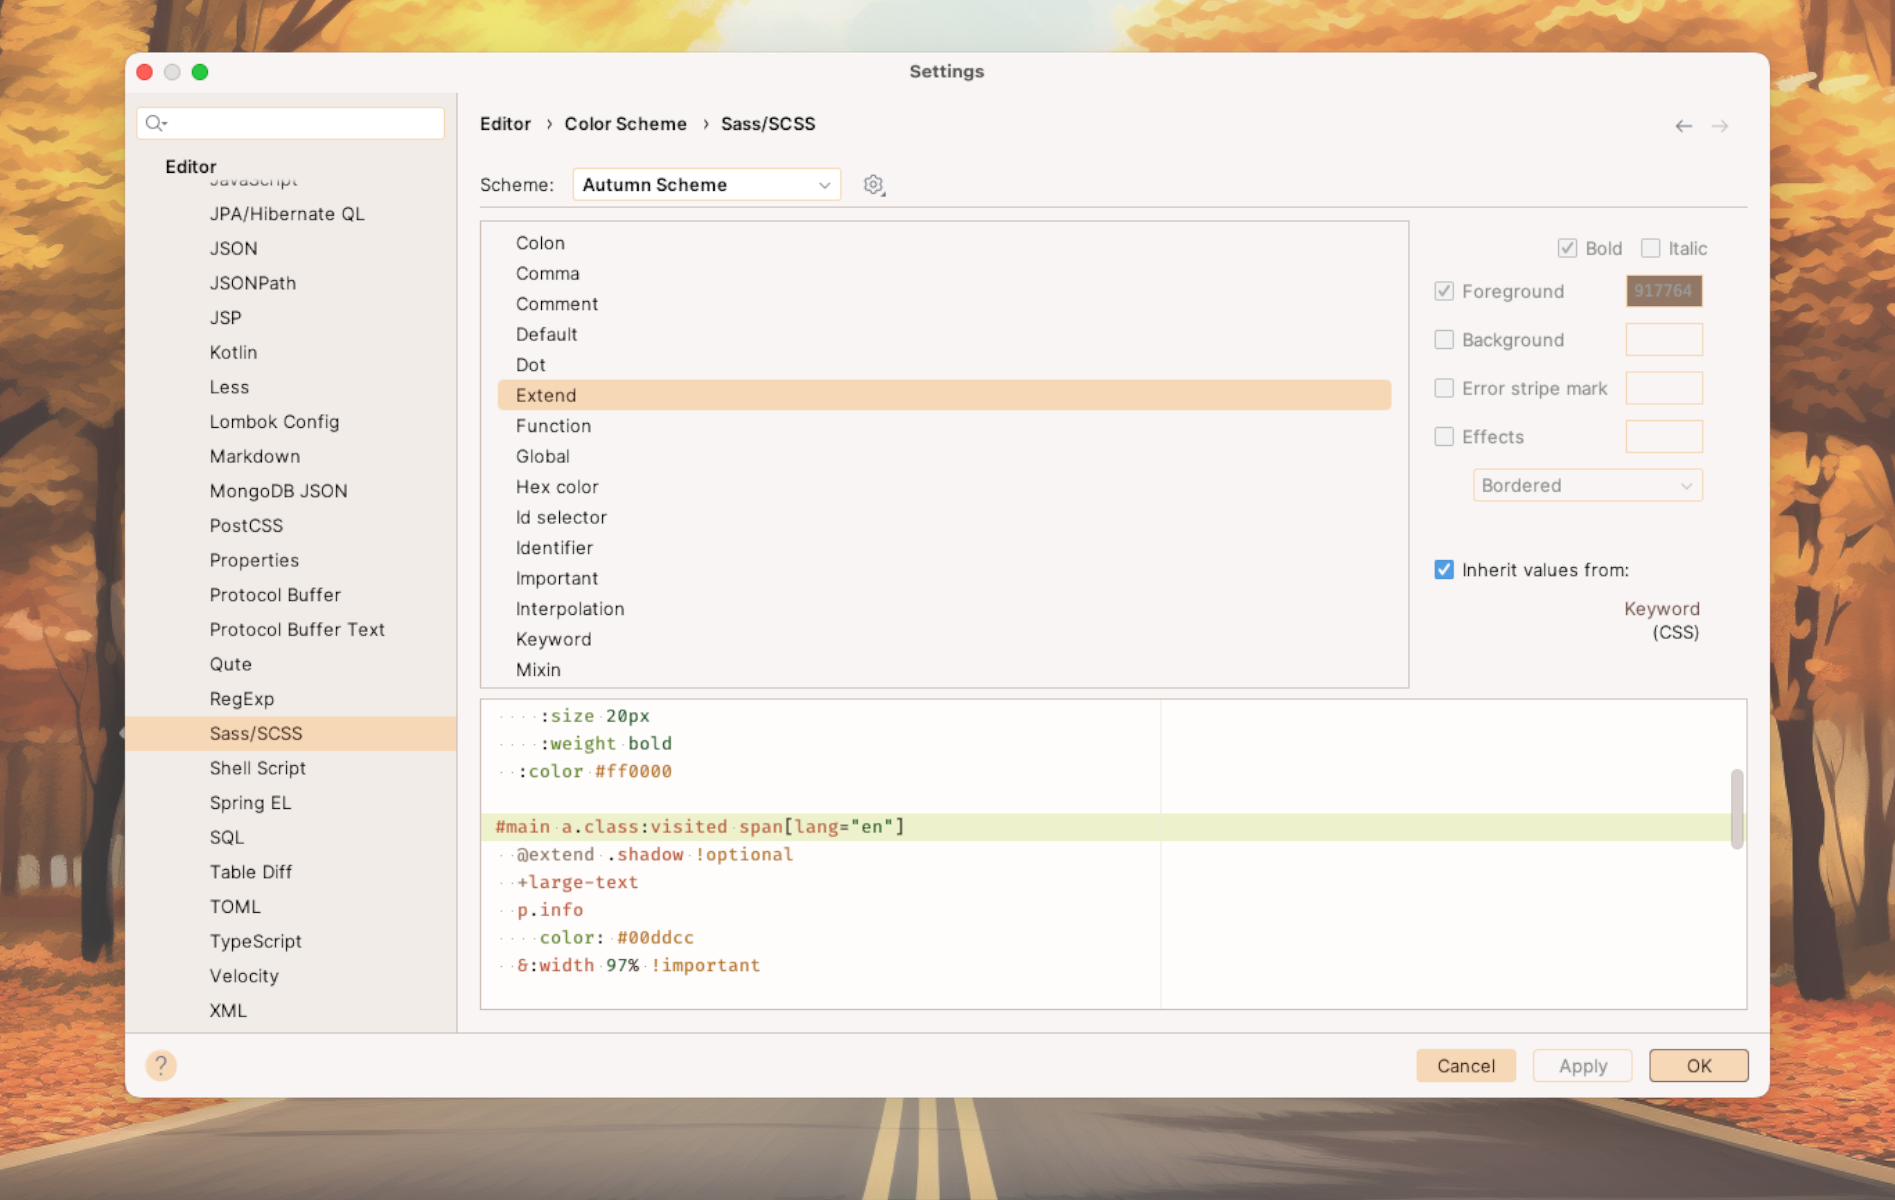 Settings
Editor
JavaScript
JPA/Hibernate QL
JSON
JSONPath
JSP
Kotlin
Less
Lombok Config
Markdown
MongoDB JSON
PostCSS
Properties
Protocol Buffer
Protocol Buffer Text
Qute
RegExp
Sass/SCSS
Shell Script
Spring EL
SQL
Table Diff
TOML
TypeScript
Velocity
XML
Editor › Color Scheme › Sass/SCSS
Scheme: Autumn Scheme
Colon
Comma
Comment
Default
Dot
Extend
Function
Global
Hex color
Id selector
Identifier
Important
Interpolation
Keyword
Mixin
Bold Italic
Foreground 917764
Background
Error stripe mark
Effects
Bordered
Inherit values from:
Keyword
(CSS)
:size 20px
:weight bold
:color #ff0000
#main a.class:visited span[lang="en"]
@extend .shadow !optional
+large-text
p.info
color: #00ddcc
&:width 97% !important
?
Cancel Apply OK